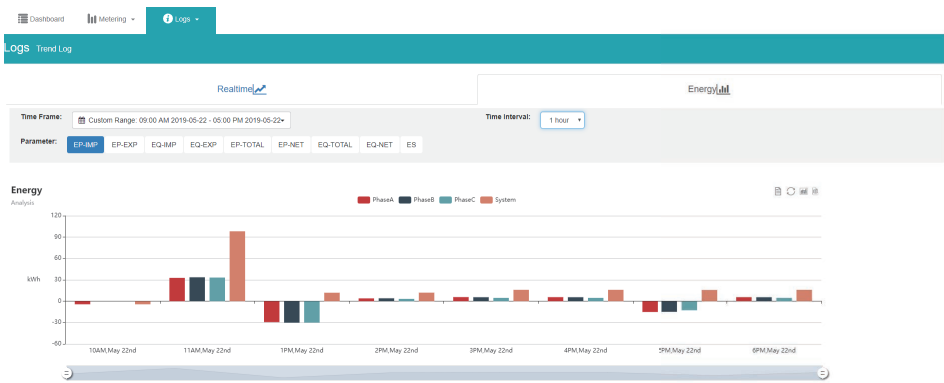 Dashboard Metering Logs
Logs Trend Log
Realtime Energy
Time Frame: Custom Range: 09:00 AM 2019-05-22 - 05:00 PM 2019-05-22 Time Interval: 1 hour
Parameter: EP-IMP EP-EXP EQ-IMP EQ-EXP EP-TOTAL EP-NET EQ-TOTAL EQ-NET ES
Energy
Analysis
PhaseA PhaseB PhaseC System
120
90
60
kWh
30
0
-30
-60
10AM,May 22nd 11AM,May 22nd 1PM,May 22nd 2PM,May 22nd 3PM,May 22nd 4PM,May 22nd 5PM,May 22nd 6PM,May 22nd